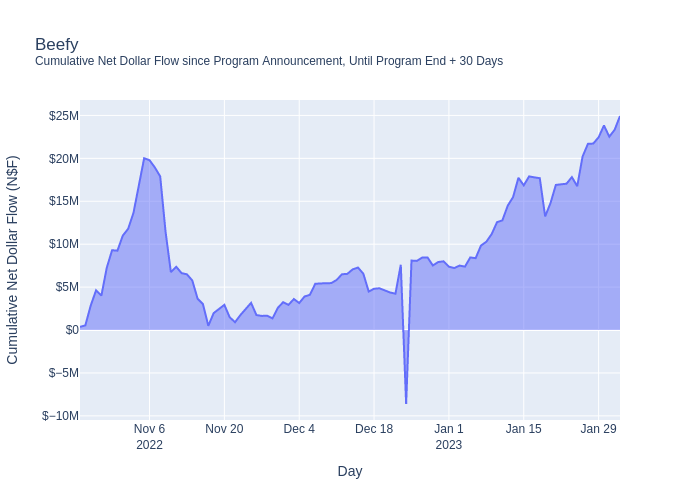 Beefy
Cumulative Net Dollar Flow since Program Announcement, Until Program End + 30 Days
Cumulative Net Dollar Flow (N$F)
$25M
$20M
$15M
$10M
$5M
$0
$−5M
$−10M
Nov 6 Nov 20 Dec 4 Dec 18 Jan 1 Jan 15 Jan 29
2022 2023
Day